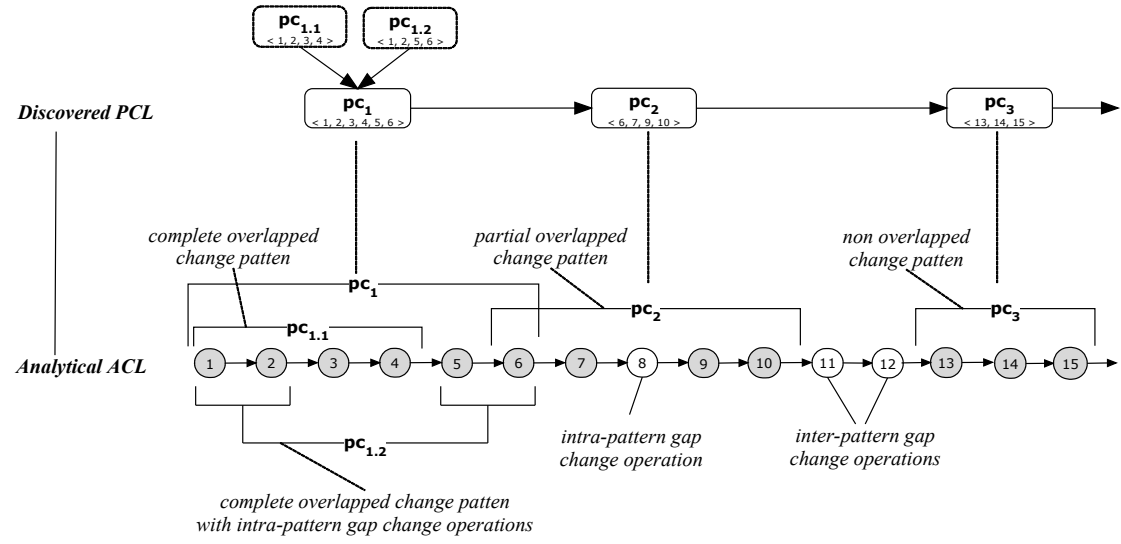 pc1.1
< 1, 2, 3, 4 >
pc1.2
< 1, 2, 5, 6 >
Discovered PCL
pc1
< 1, 2, 3, 4, 5, 6 >
pc2
< 6, 7, 9, 10 >
pc3
< 13, 14, 15 >
complete overlapped
change patten
partial overlapped
change patten
non overlapped
change patten
pc1
pc2
pc3
pc1.1
Analytical ACL
1 2 3 4 5 6 7 8 9 10 11 12 13 14 15
pc1.2
intra-pattern gap
change operation
inter-pattern gap
change operations
complete overlapped change patten
with intra-pattern gap change operations